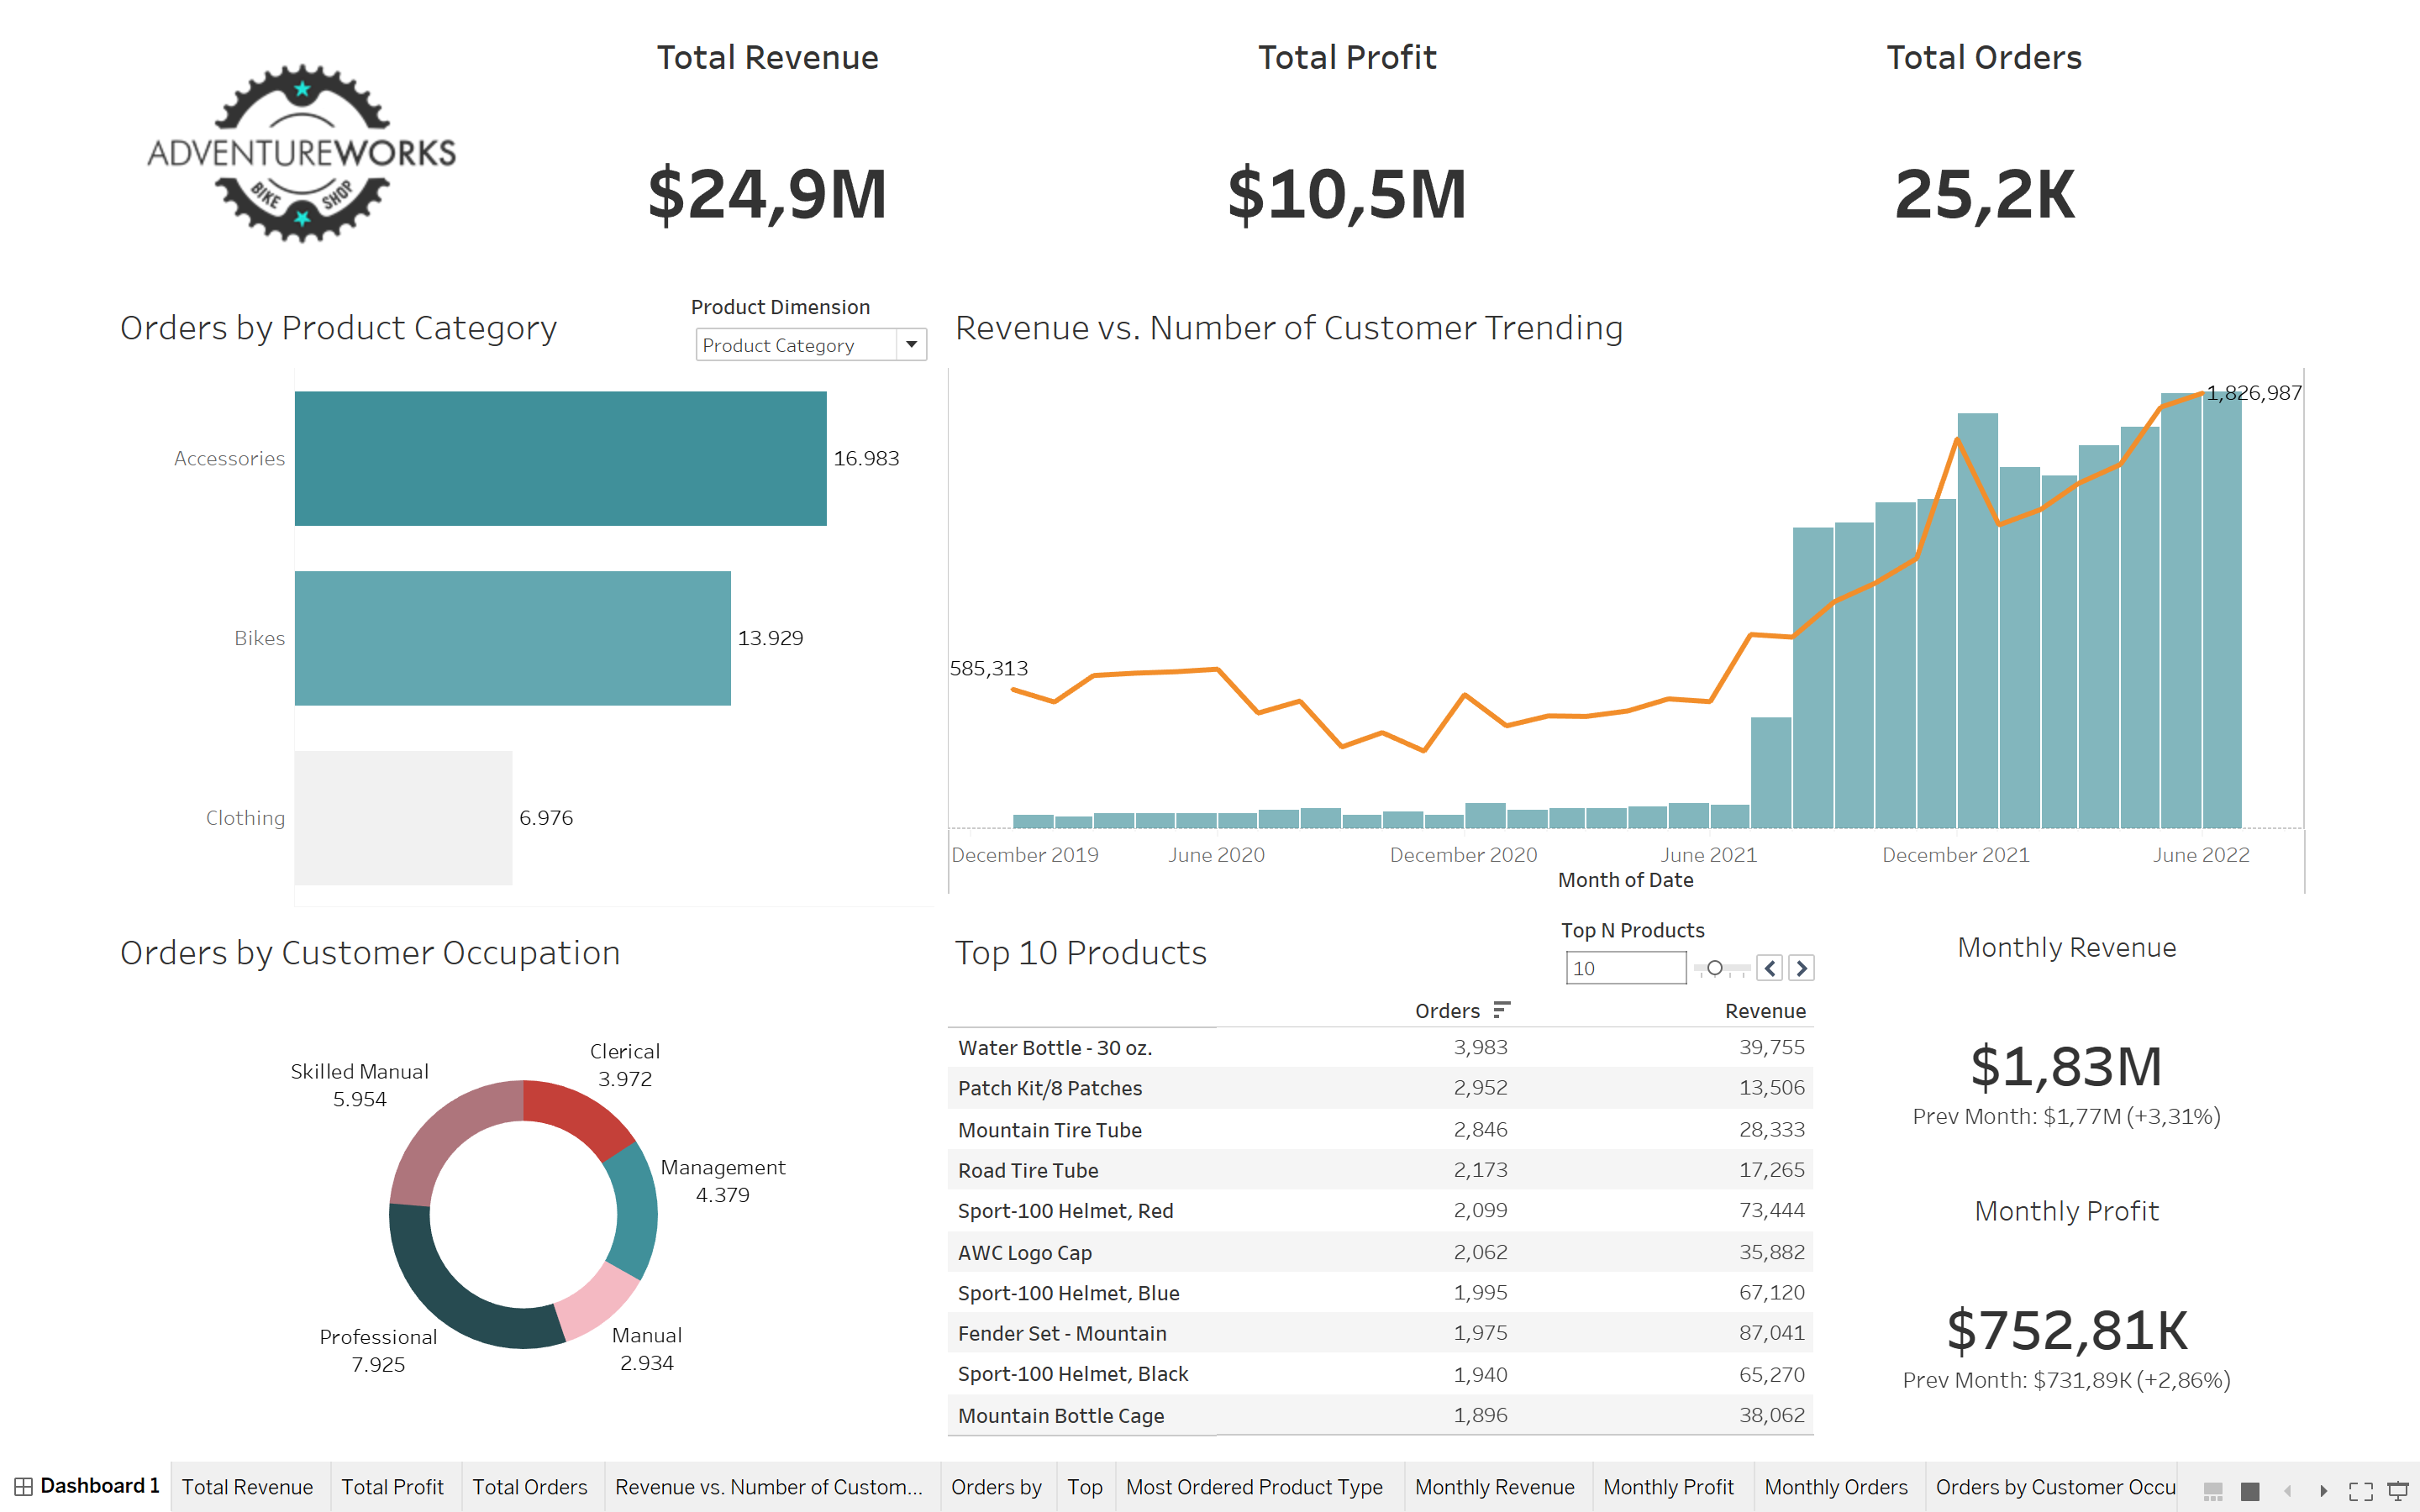 Total Revenue
Total Profit
Total Orders
ADVENTUREWORKS
BIKE SHOP
$24,9M
$10,5M
25,2K
Orders by Product Category
Product Dimension
Product Category
Accessories
16.983
Bikes
13.929
Clothing
6.976
Revenue vs. Number of Customer Trending
1,826,987
585,313
December 2019
June 2020
December 2020
June 2021
December 2021
June 2022
Month of Date
Orders by Customer Occupation
Clerical
3.972
Skilled Manual
5.954
Management
4.379
Professional
7.925
Manual
2.934
Top 10 Products
Top N Products
10
Orders Revenue
Water Bottle - 30 oz. 3,983 39,755
Patch Kit/8 Patches 2,952 13,506
Mountain Tire Tube 2,846 28,333
Road Tire Tube 2,173 17,265
Sport-100 Helmet, Red 2,099 73,444
AWC Logo Cap 2,062 35,882
Sport-100 Helmet, Blue 1,995 67,120
Fender Set - Mountain 1,975 87,041
Sport-100 Helmet, Black 1,940 65,270
Mountain Bottle Cage 1,896 38,062
Monthly Revenue
$1,83M
Prev Month: $1,77M (+3,31%)
Monthly Profit
$752,81K
Prev Month: $731,89K (+2,86%)
Dashboard 1 Total Revenue Total Profit Total Orders Revenue vs. Number of Custom... Orders by Top Most Ordered Product Type Monthly Revenue Monthly Profit Monthly Orders Orders by Customer Occu